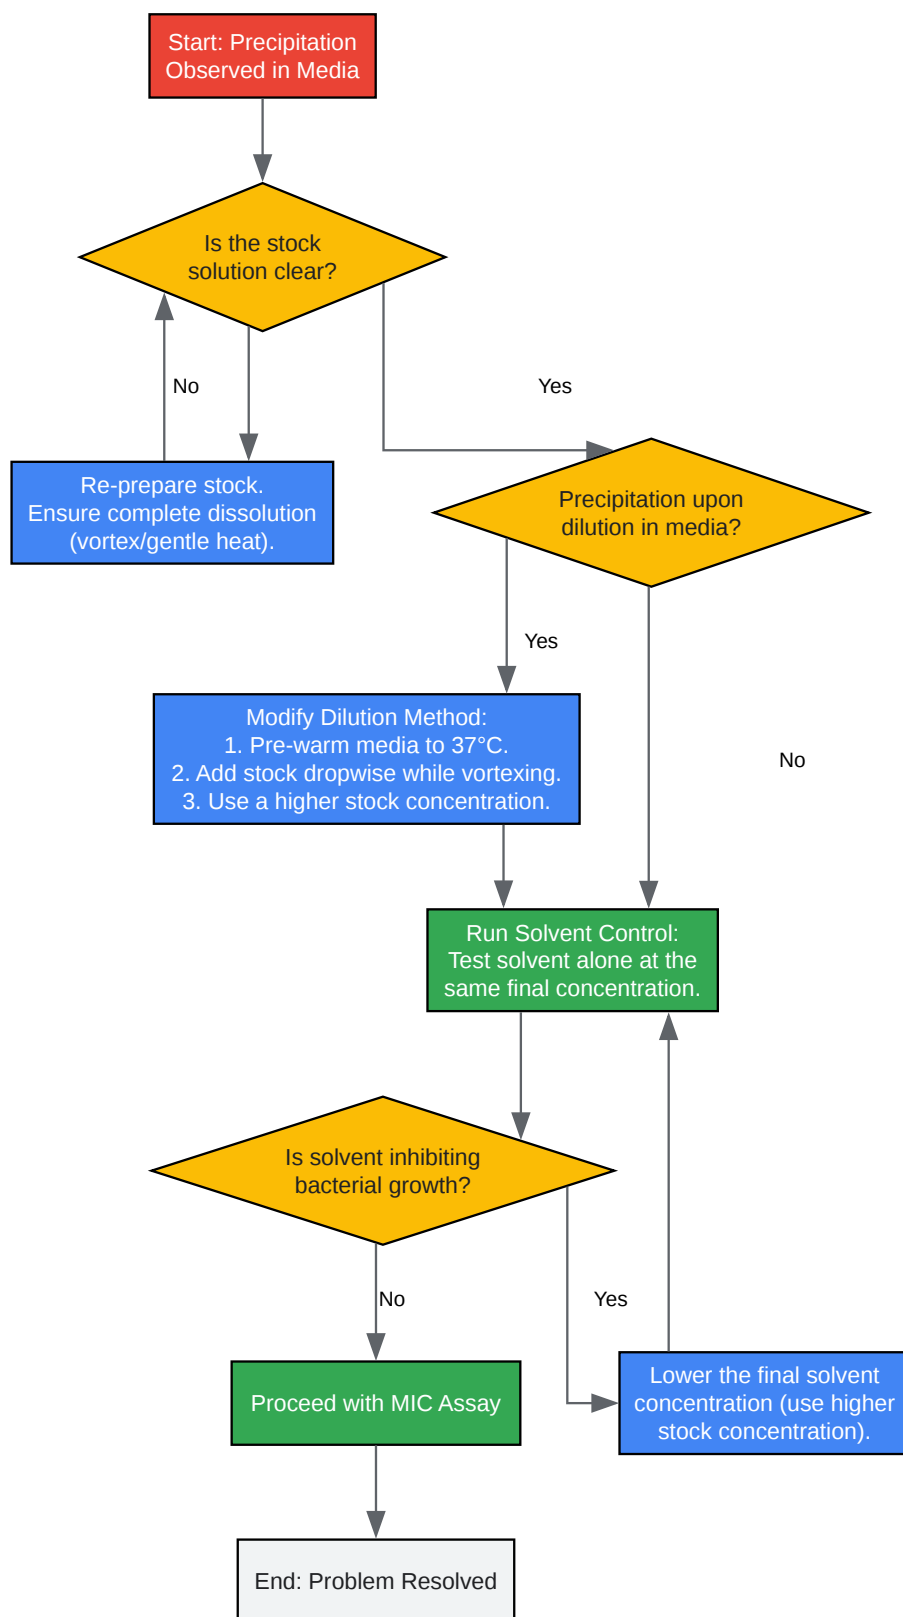 Start: Precipitation
Observed in Media
Is the stock
solution clear?
No
Yes
Re-prepare stock.
Ensure complete dissolution
(vortex/gentle heat).
Precipitation upon
dilution in media?
Yes
No
Modify Dilution Method:
1. Pre-warm media to 37°C.
2. Add stock dropwise while vortexing.
3. Use a higher stock concentration.
Run Solvent Control:
Test solvent alone at the
same final concentration.
Is solvent inhibiting
bacterial growth?
No
Yes
Proceed with MIC Assay
Lower the final solvent
concentration (use higher
stock concentration).
End: Problem Resolved